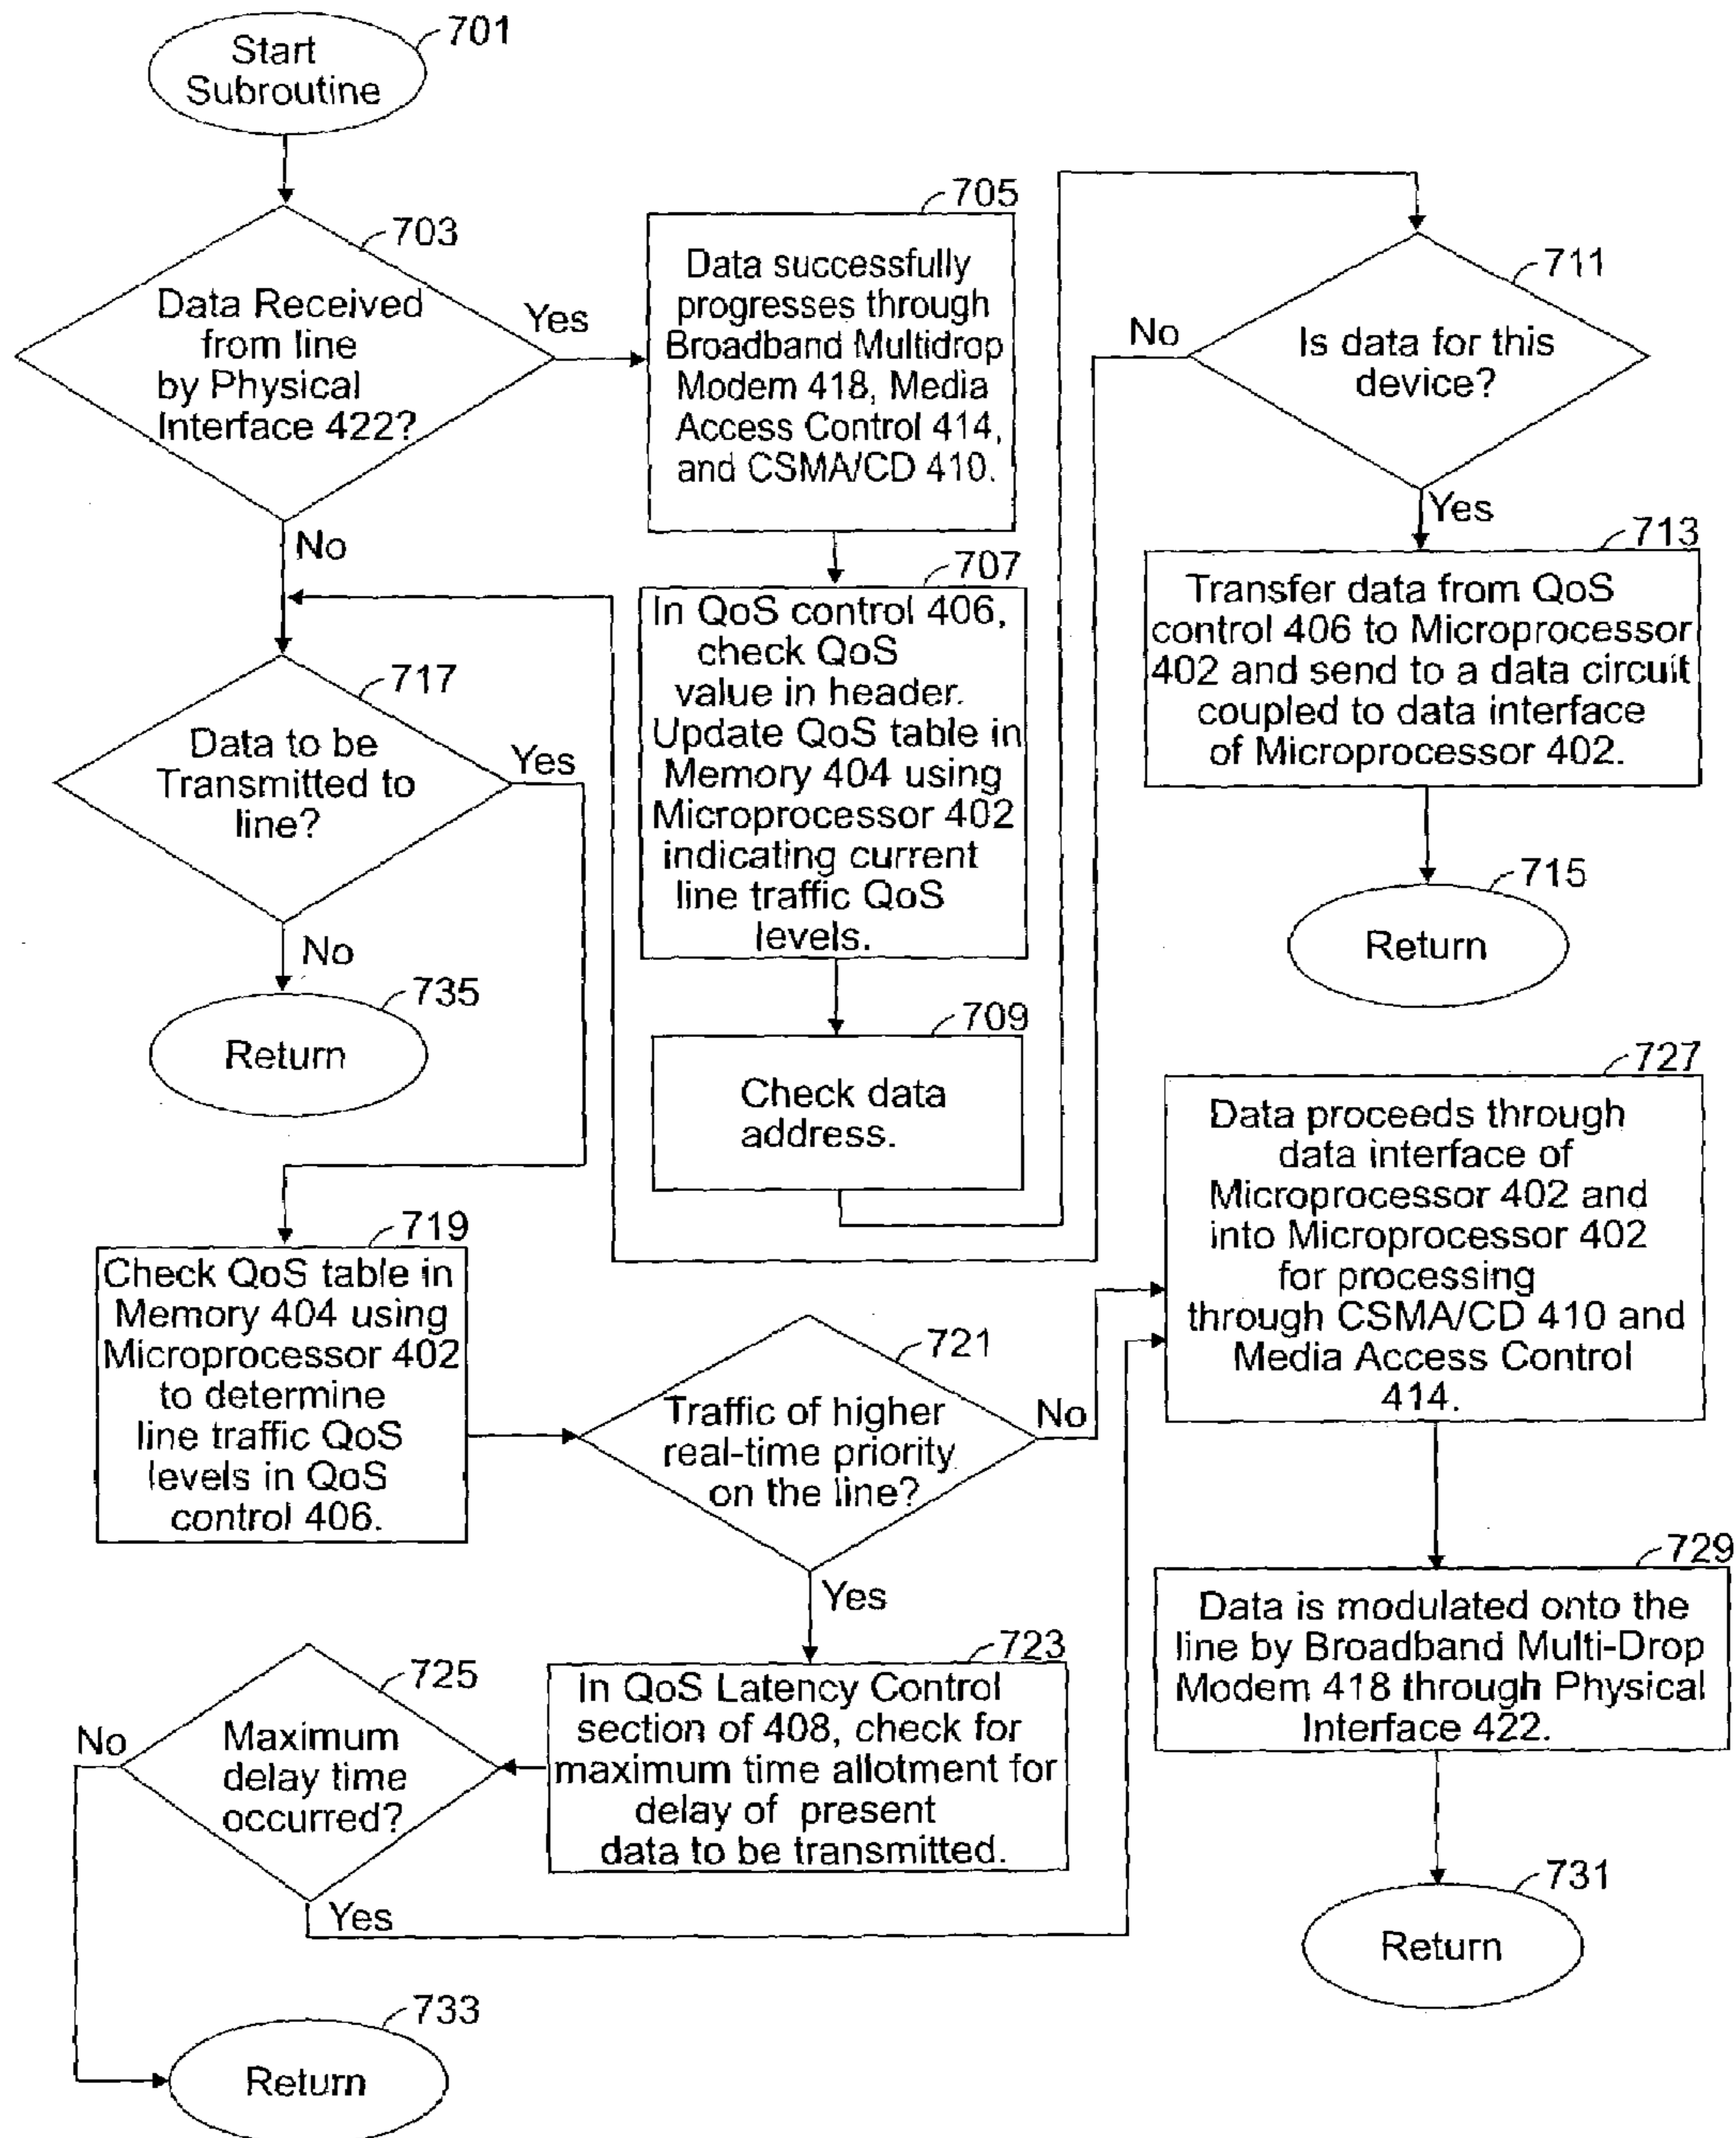 701
Start
Subroutine
703
Data Received
from line
by Physical
Interface 422?
Yes
No
705
Data successfully
progresses through
Broadband Multidrop
Modem 418, Media
Access Control 414,
and CSMA/CD 410.
707
In QoS control 406,
check QoS
value in header.
Update QoS table in
Memory 404 using
Microprocessor 402
indicating current
line traffic QoS
levels.
709
Check data
address.
711
Is data for this
device?
No
Yes
713
Transfer data from QoS
control 406 to Microprocessor
402 and send to a data circuit
coupled to data interface
of Microprocessor 402.
715
Return
717
Data to be
Transmitted to
line?
Yes
No
735
Return
719
Check QoS table in
Memory 404 using
Microprocessor 402
to determine
line traffic QoS
levels in QoS
control 406.
721
Traffic of higher
real-time priority
on the line?
No
Yes
723
In QoS Latency Control
section of 408, check for
maximum time allotment for
delay of present
data to be transmitted.
725
Maximum
delay time
occurred?
No
Yes
733
Return
727
Data proceeds through
data interface of
Microprocessor 402 and
into Microprocessor 402
for processing
through CSMA/CD 410 and
Media Access Control
414.
729
Data is modulated onto the
line by Broadband Multi-Drop
Modem 418 through Physical
Interface 422.
731
Return